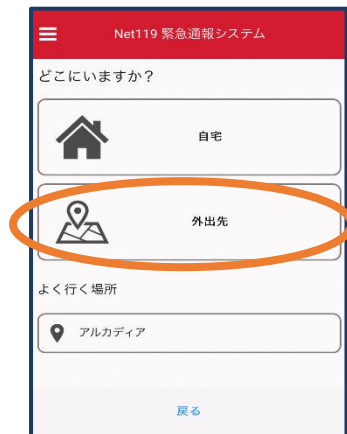 Net119 緊急通報システム
どこにいますか？
自宅
外出先
よく行く場所
アルカディア
戻る